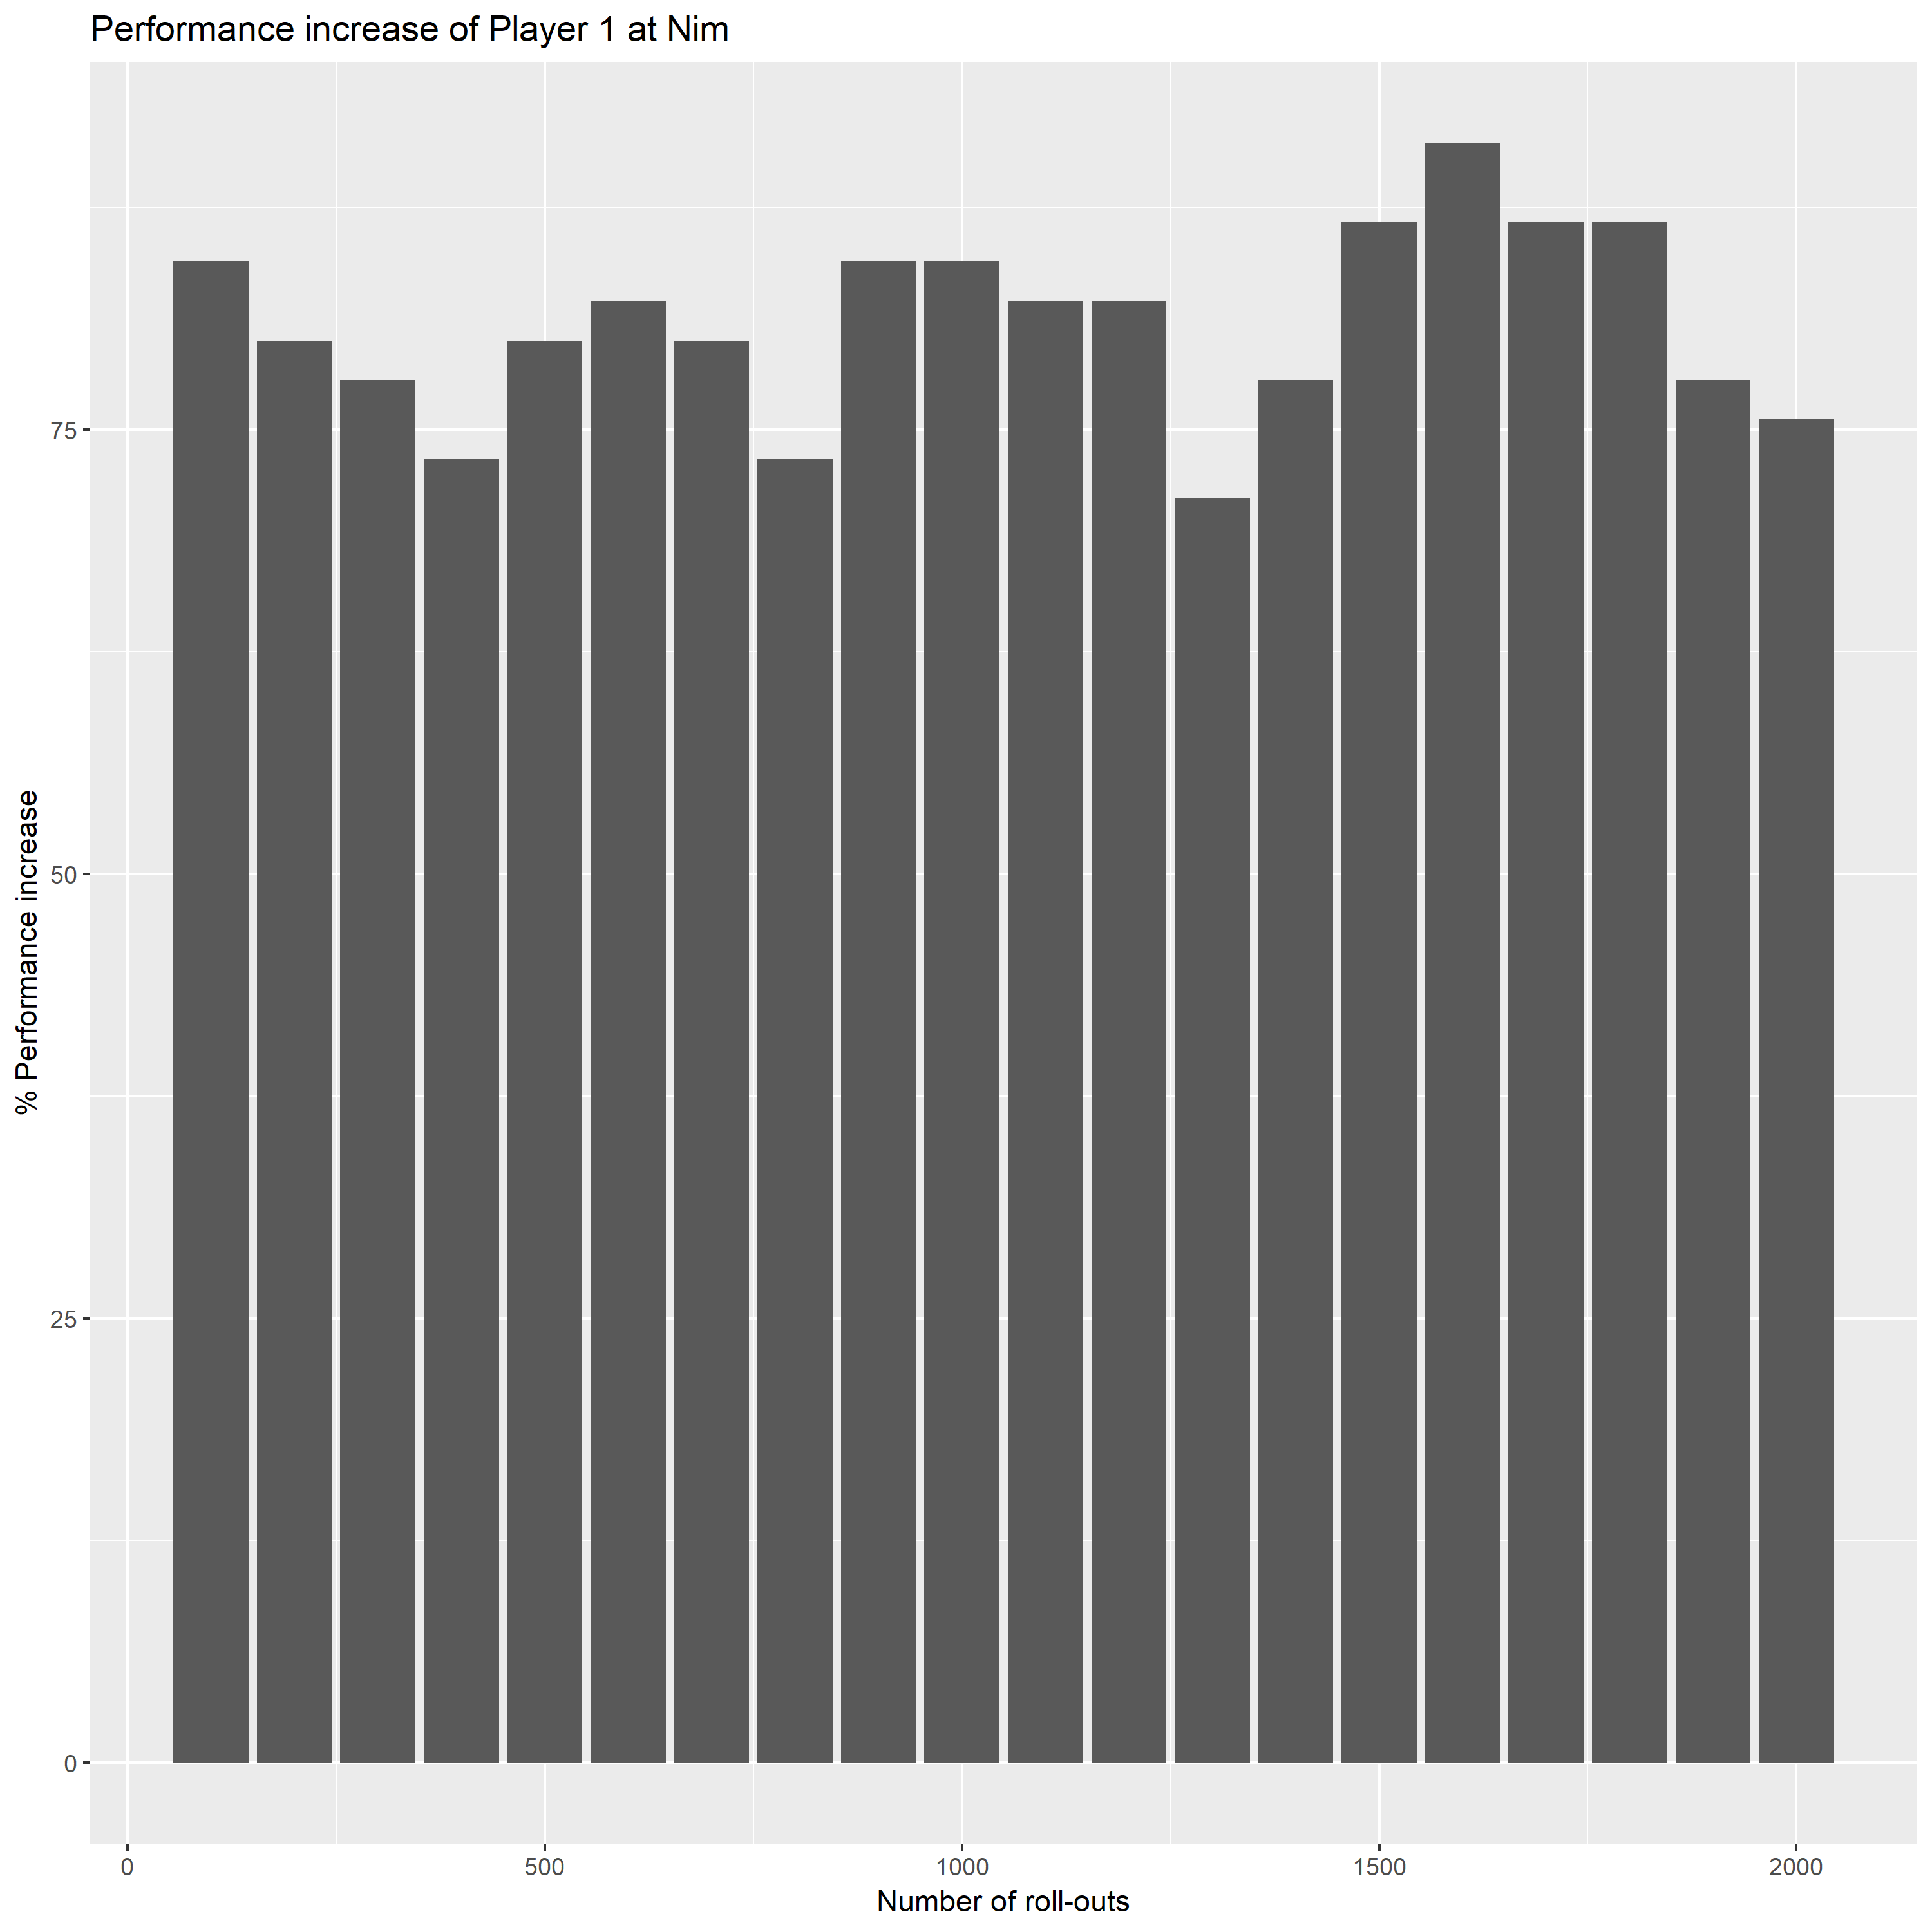 Performance increase of Player 1 at Nim
% Performance increase
75
50
25
0
0 500 1000 1500 2000
Number of roll-outs